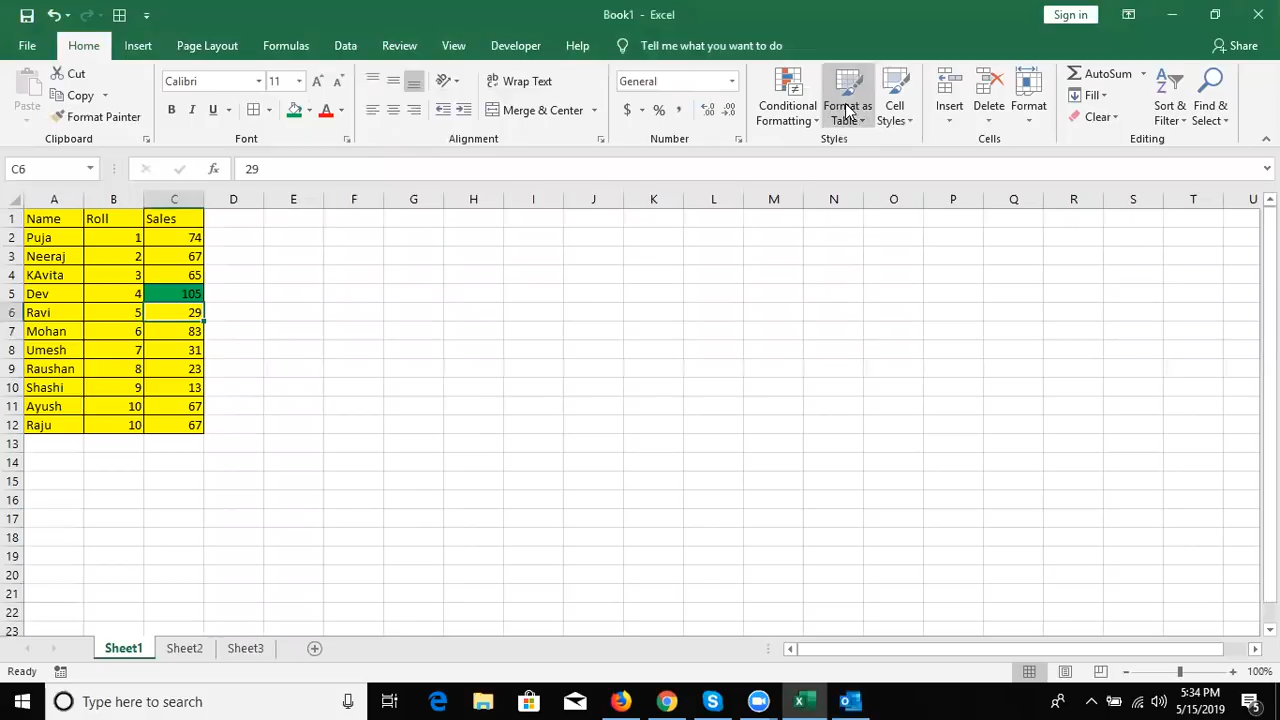 Book1 - Excel
Sign in
File Home Insert Page Layout Formulas Data Review View Developer Help Tell me what you want to do Share
Paste
Cut
Copy
Format Painter
Clipboard
Calibri 11
B I U
Font
Wrap Text
Merge & Center
Alignment
General
$ % ,
Number
Conditional Formatting
Format as Table
Cell Styles
Styles
Insert Delete Format
Cells
AutoSum
Fill
Clear
Sort & Filter
Find & Select
Editing
C6 fx 29
A B C D E F G H I J K L M N O P Q R S T U
1 Name Roll Sales
2 Puja 1 74
3 Neeraj 2 67
4 KAvita 3 65
5 Dev 4 105
6 Ravi 5 29
7 Mohan 6 83
8 Umesh 7 31
9 Raushan 8 23
10 Shashi 9 13
11 Ayush 10 67
12 Raju 10 67
13
14
15
16
17
18
19
20
21
22
23
Sheet1 Sheet2 Sheet3
Ready 100%
Type here to search
5:34 PM
5/15/2019
5